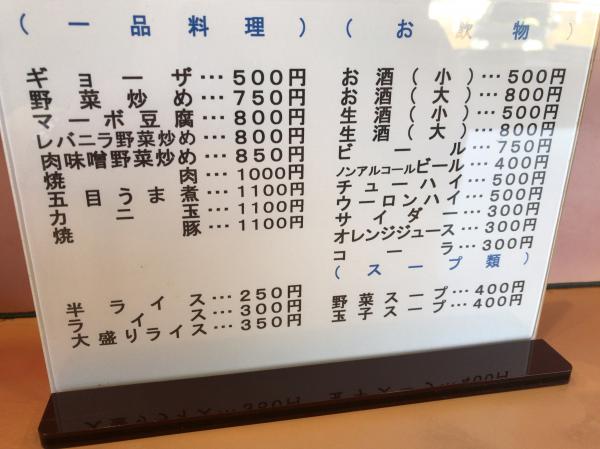 (一品料理)
ギョーザ…500円
野菜炒め…750円
マーボ豆腐…800円
レバニラ野菜炒め…800円
肉味噌野菜炒め…850円
焼肉…1000円
五目うま煮…1100円
カニ玉…1100円
焼豚…1100円
半ライス…250円
ライス…300円
大盛りライス…350円
(お飲物)
お酒(小)…500円
お酒(大)…800円
生酒(小)…500円
生酒(大)…800円
ビール…750円
ノンアルコールビール…400円
チューハイ…500円
ウーロンハイ…500円
サイダー…300円
オレンジジュース…300円
コーラ…300円
(スープ類)
野菜スープ…400円
玉子スープ…400円